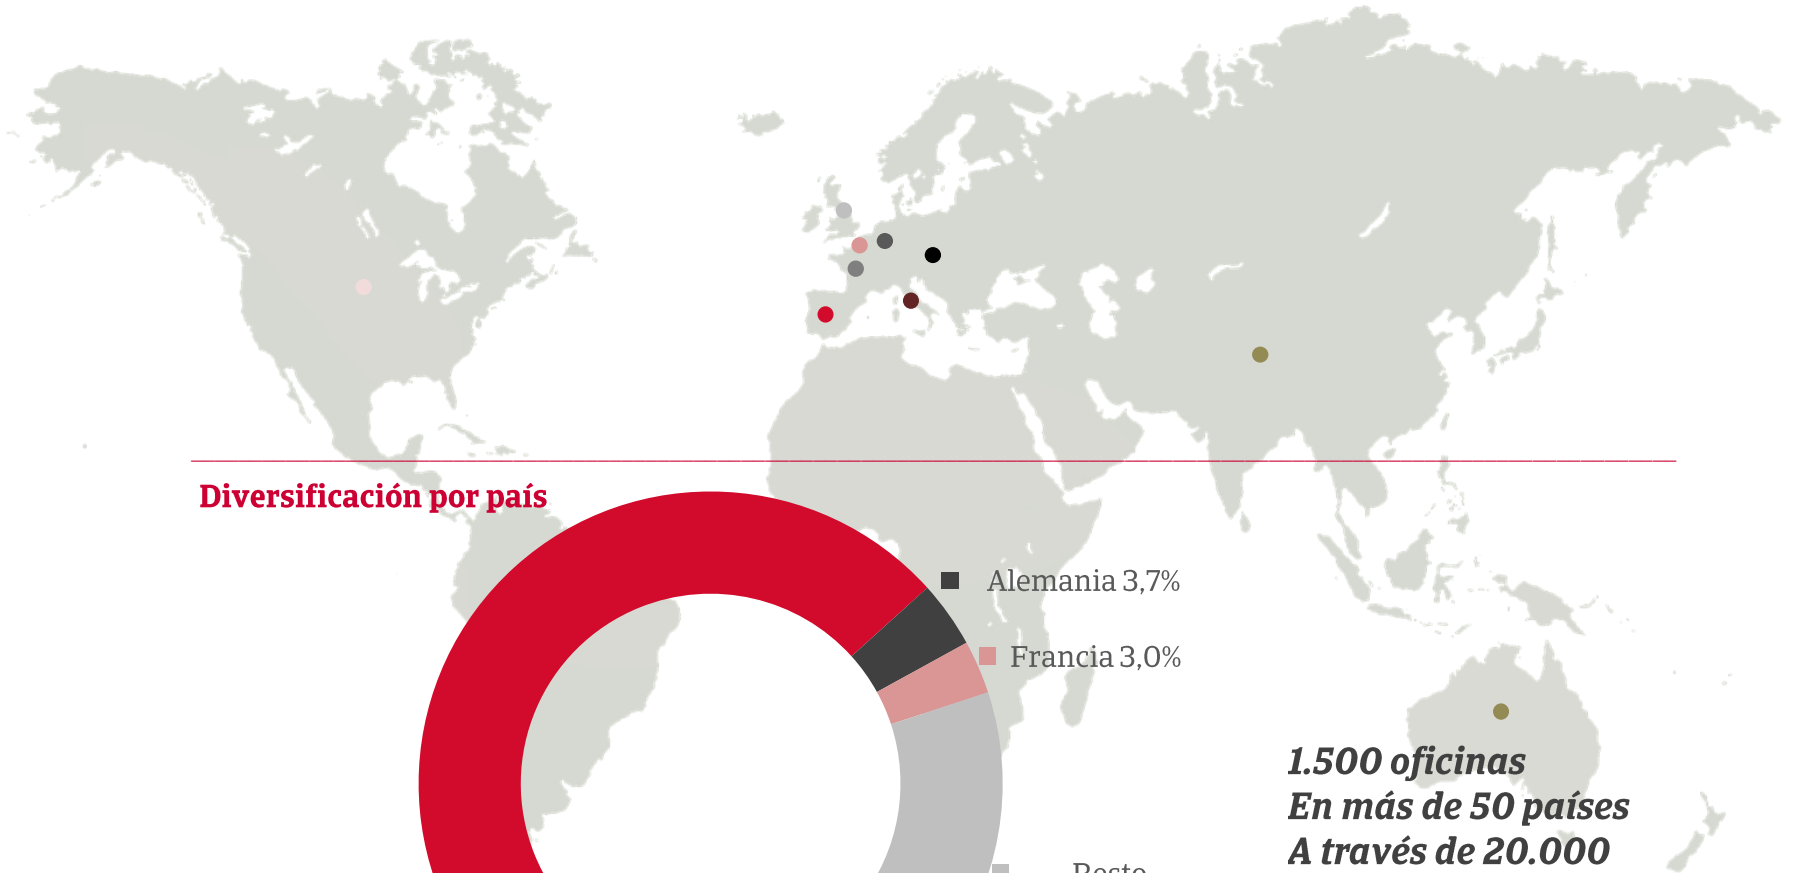 Diversificación por país
Alemania 3,7%
Francia 3,0%
1.500 oficinas
En más de 50 países
A través de 20.000
Resto